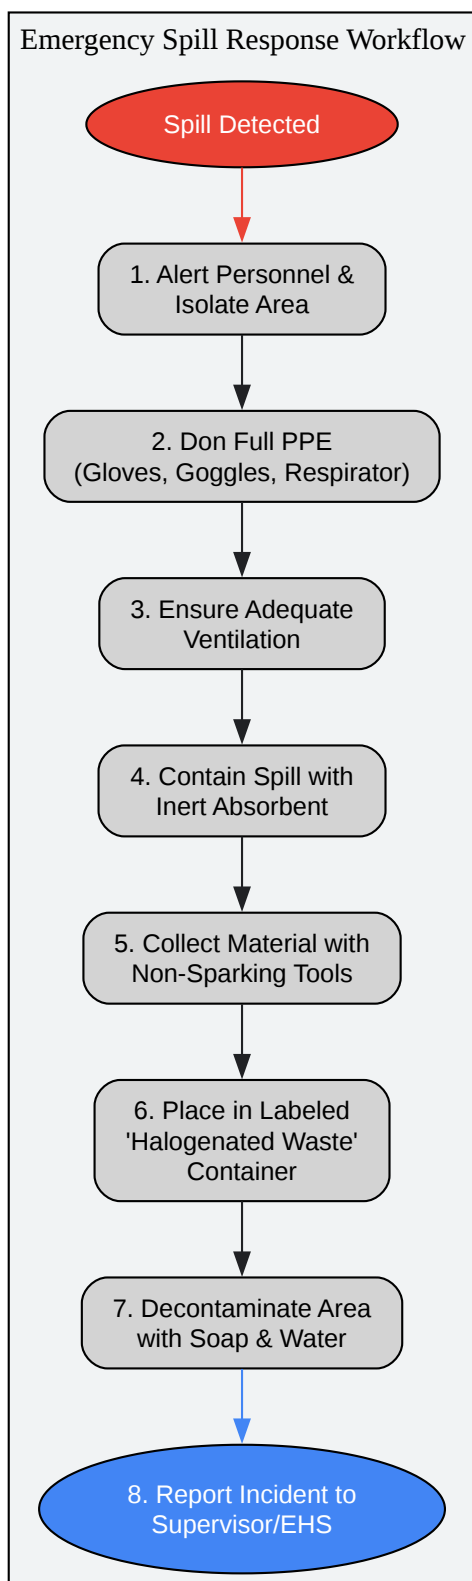 Emergency Spill Response Workflow
Spill Detected
1. Alert Personnel &
Isolate Area
2. Don Full PPE
(Gloves, Goggles, Respirator)
3. Ensure Adequate
Ventilation
4. Contain Spill with
Inert Absorbent
5. Collect Material with
Non-Sparking Tools
6. Place in Labeled
'Halogenated Waste'
Container
7. Decontaminate Area
with Soap & Water
8. Report Incident to
Supervisor/EHS